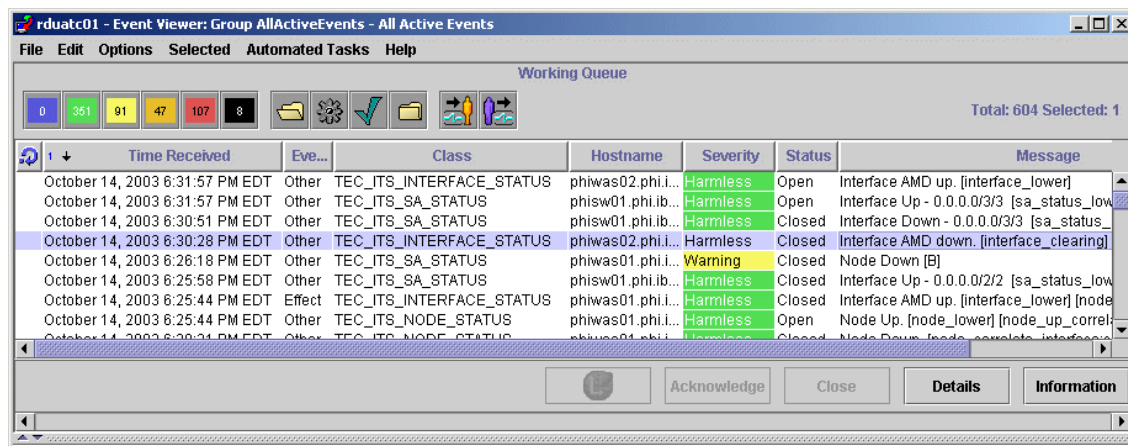 rduatc01 - Event Viewer: Group AllActiveEvents - All Active Events
File Edit Options Selected Automated Tasks Help
Working Queue
0 351 91 47 107 8
Total: 604 Selected: 1
1 Time Received Eve... Class Hostname Severity Status Message
October 14, 2003 6:31:57 PM EDT Other TEC_ITS_INTERFACE_STATUS phiwas02.phi.i... Harmless Open Interface AMD up. [interface_lower]
October 14, 2003 6:31:57 PM EDT Other TEC_ITS_SA_STATUS phisw01.phi.ib... Harmless Open Interface Up - 0.0.0.0/3/3 [sa_status_low
October 14, 2003 6:30:51 PM EDT Other TEC_ITS_SA_STATUS phisw01.phi.ib... Harmless Closed Interface Down - 0.0.0.0/3/3 [sa_status_
October 14, 2003 6:30:28 PM EDT Other TEC_ITS_INTERFACE_STATUS phiwas02.phi.i... Harmless Closed Interface AMD down. [interface_clearing]
October 14, 2003 6:26:18 PM EDT Other TEC_ITS_SA_STATUS phiwas01.phi.i... Warning Closed Node Down [B]
October 14, 2003 6:25:58 PM EDT Other TEC_ITS_SA_STATUS phisw01.phi.ib... Harmless Closed Interface Up - 0.0.0.0/2/2 [sa_status_low
October 14, 2003 6:25:44 PM EDT Effect TEC_ITS_INTERFACE_STATUS phiwas01.phi.i... Harmless Closed Interface AMD up. [interface_lower] [node
October 14, 2003 6:25:44 PM EDT Other TEC_ITS_NODE_STATUS phiwas01.phi.i... Harmless Open Node Up. [node_lower] [node_up_correl
Acknowledge Close Details Information